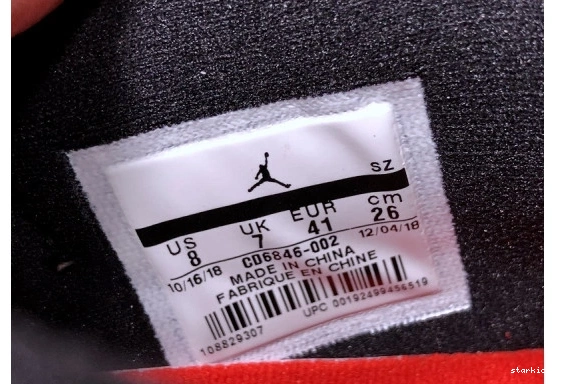 SZ
US UK EUR cm
8 7 41 26
10/16/18 CD6846-002 12/04/18
MADE IN CHINA
FABRIQUE EN CHINE
108829307
UPC 00192499456519